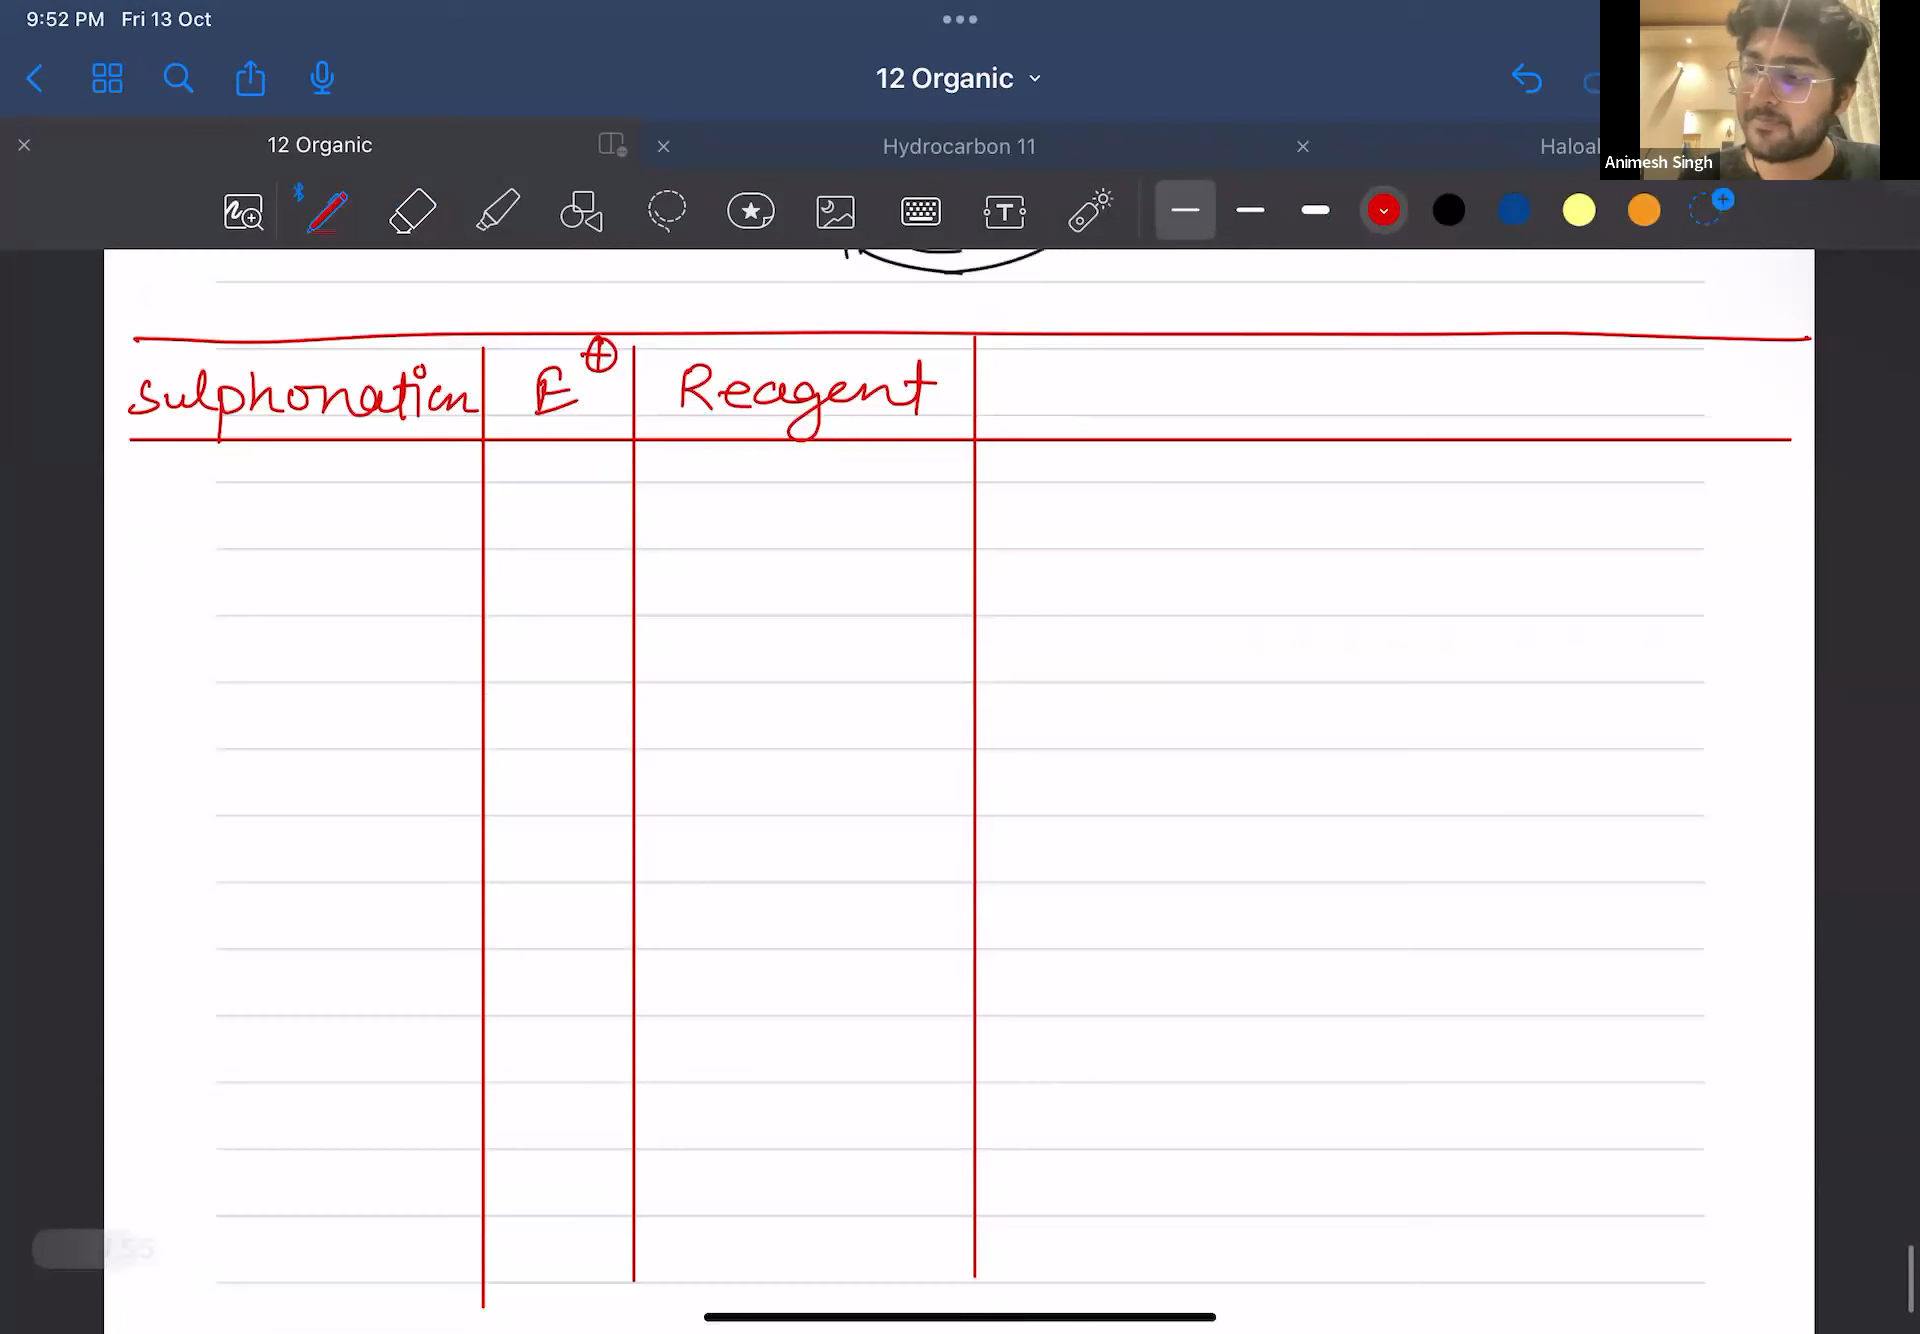 9:52 PM Fri 13 Oct
12 Organic
12 Organic
Hydrocarbon 11
Haloal
Animesh Singh
T
sulphonation E⊕ Reagent